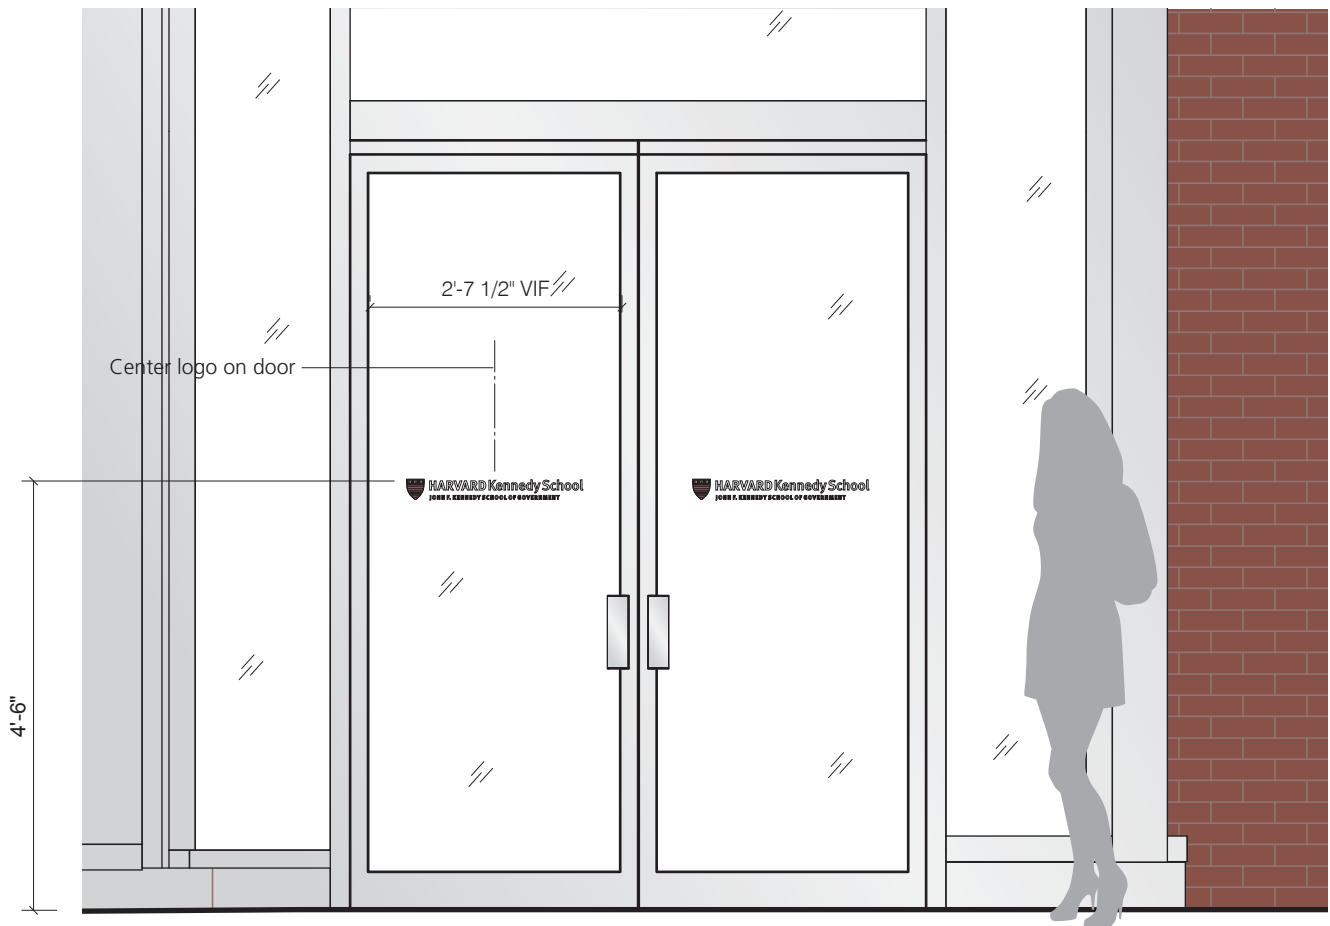 2'-7 1/2" VIF
Center logo on door
HARVARD Kennedy School
JOHN F. KENNEDY SCHOOL OF GOVERNMENT
HARVARD Kennedy School
JOHN F. KENNEDY SCHOOL OF GOVERNMENT
4'-6"